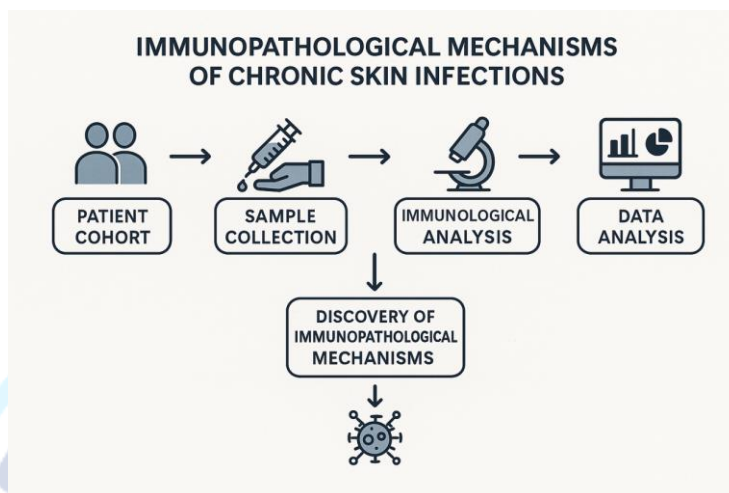 IMMUNOPATHOLOGICAL MECHANISMS
OF CHRONIC SKIN INFECTIONS
PATIENT
COHORT
SAMPLE
COLLECTION
IMMUNOLOGICAL
ANALYSIS
DATA
ANALYSIS
DISCOVERY OF
IMMUNOPATHOLOGICAL
MECHANISMS